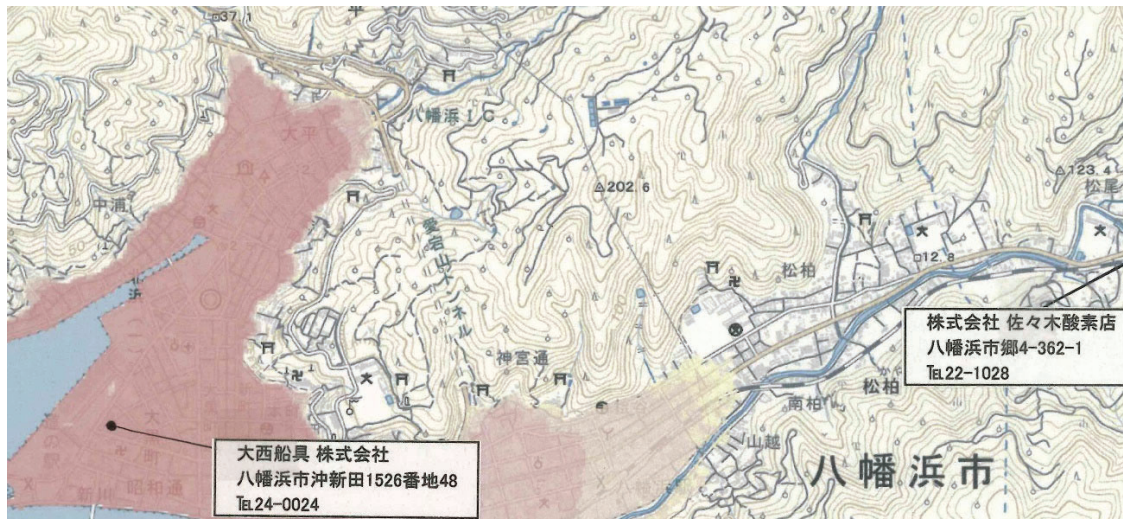 37.1
平
大平
八幡浜IC
中浦
202.6
123.4
松尾
愛宕山トンネル
松柏
12.8
神宮通
株式会社 佐々木酸素店
八幡浜市郷4-362-1
℡22-1028
松柏
南柏
山越
八幡浜市
大西船具 株式会社
八幡浜市沖新田1526番地48
℡24-0024
昭和通
新川